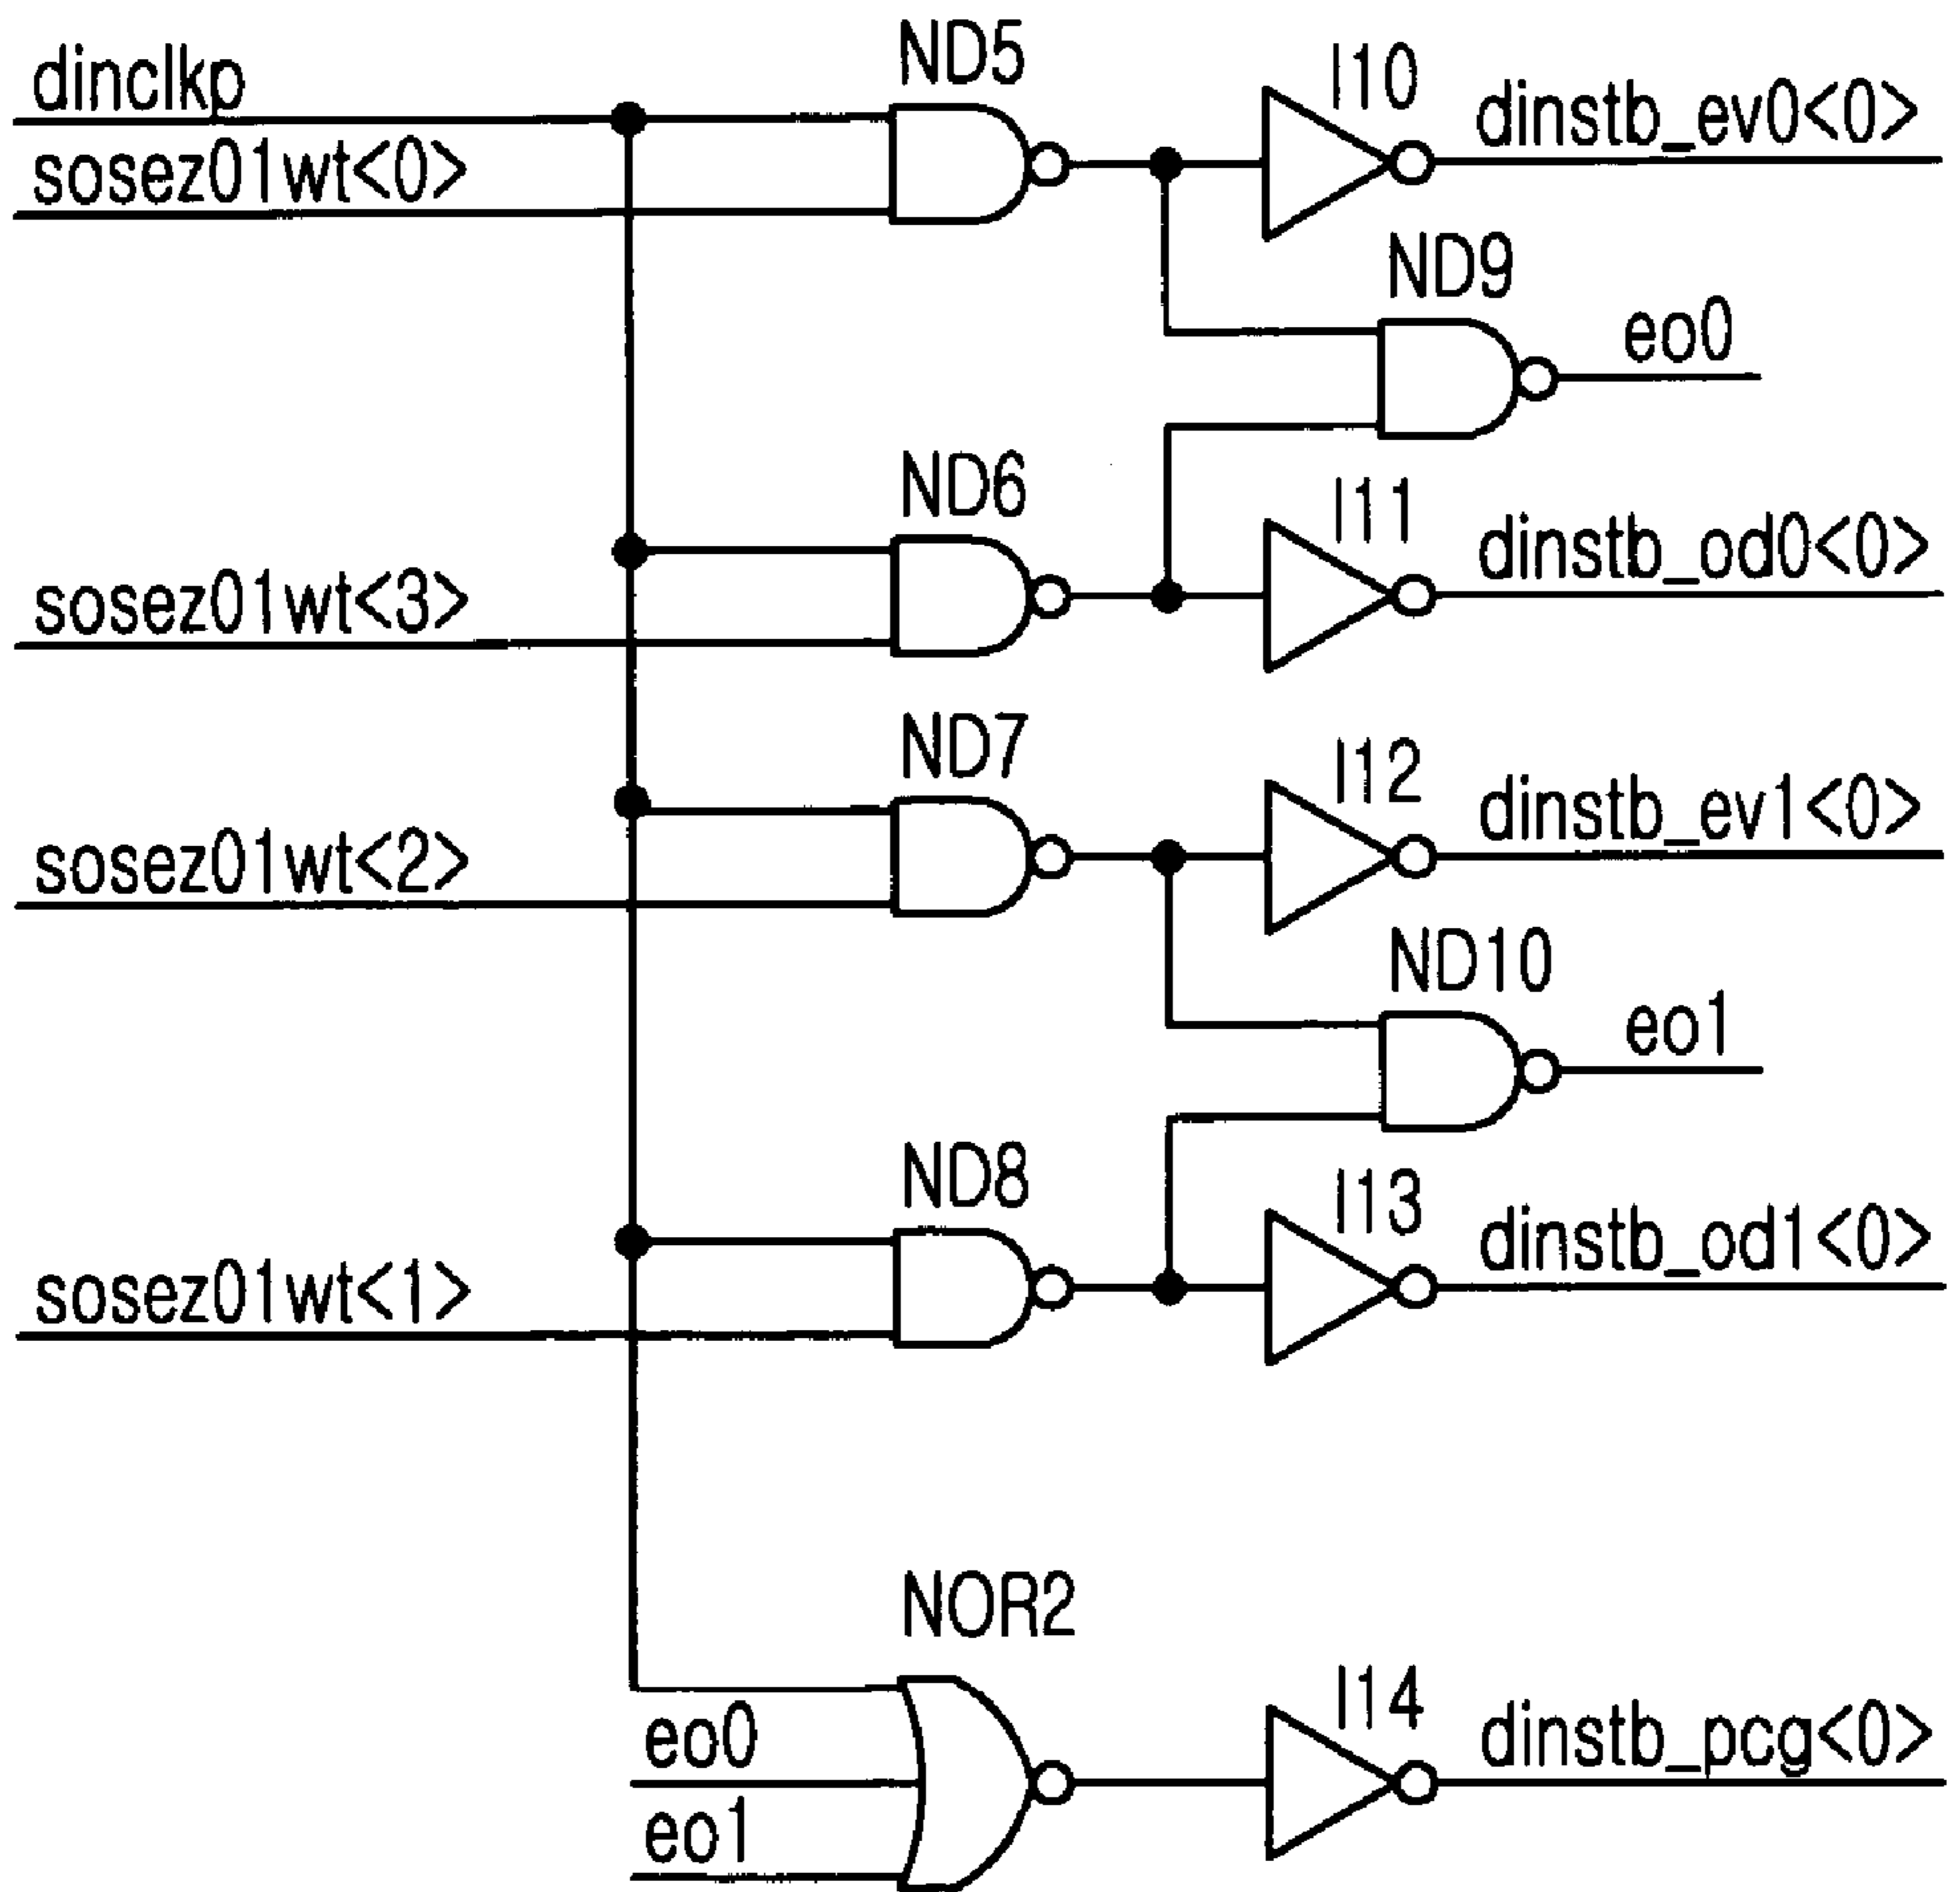 ND5
I10
dinclkp
dinstb_ev0<0>
sosez01wt<0>
ND9
eo0
ND6
I11
dinstb_od0<0>
sosez01wt<3>
ND7
I12
dinstb_ev1<0>
sosez01wt<2>
ND10
eo1
ND8
I13
dinstb_od1<0>
sosez01wt<1>
NOR2
I14
dinstb_pcg<0>
eo0
eo1